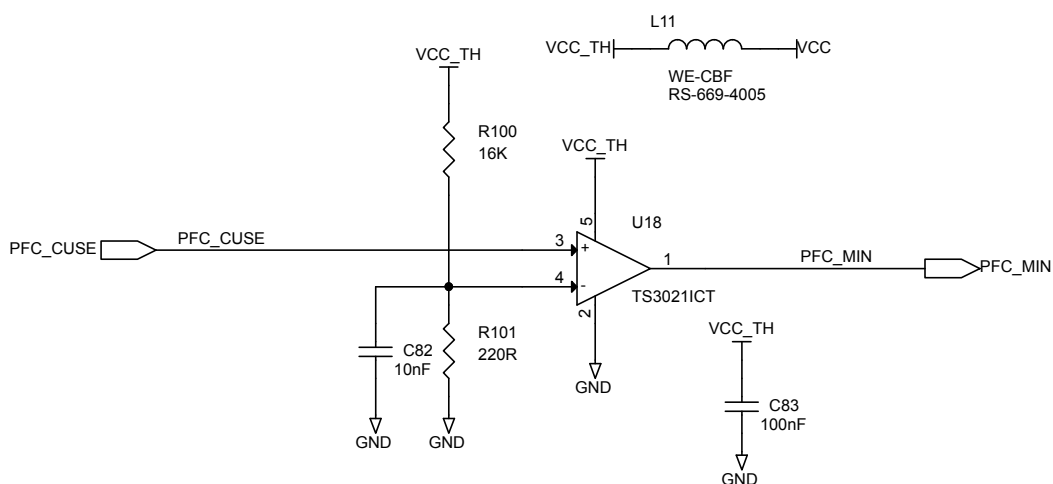 L11
VCC_TH
VCC
WE-CBF
RS-669-4005
VCC_TH
R100
16K
VCC_TH
5
U18
PFC_CUSE
PFC_CUSE
3
+
1
PFC_MIN
PFC_MIN
4
-
TS3021ICT
2
R101
220R
C82
10nF
VCC_TH
GND
C83
100nF
GND
GND
GND